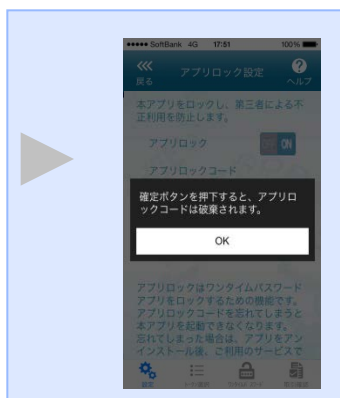 ●●●●● SoftBank 4G 17:51 100%
戻る アプリロック設定 ? ヘルプ
本アプリをロックし、第三者による不
正利用を防止します。
アプリロック OFF ON
アプリロックコード
確定ボタンを押下すると、アプリロ
ックコードは破棄されます。
OK
アプリロックはワンタイムパスワード
アプリをロックするための機能です。
アプリロックコードを忘れてしまうと
本アプリを起動できなくなります。
忘れてしまった場合は、アプリをアン
インストール後、ご利用のサービスで
設定